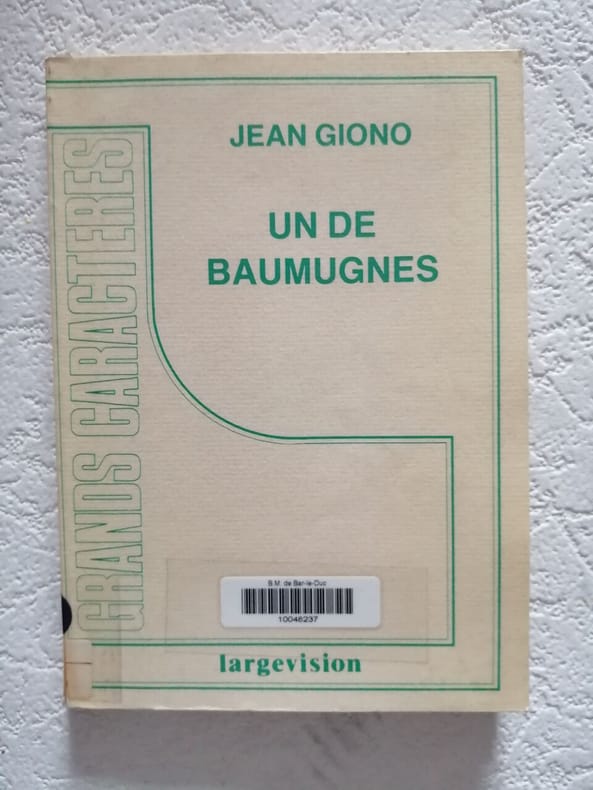 JEAN GIONO
UN DE
BAUMUGNES
GRANDS CARACTERES
B.M. de Bar-le-Duc
10046237
largevision